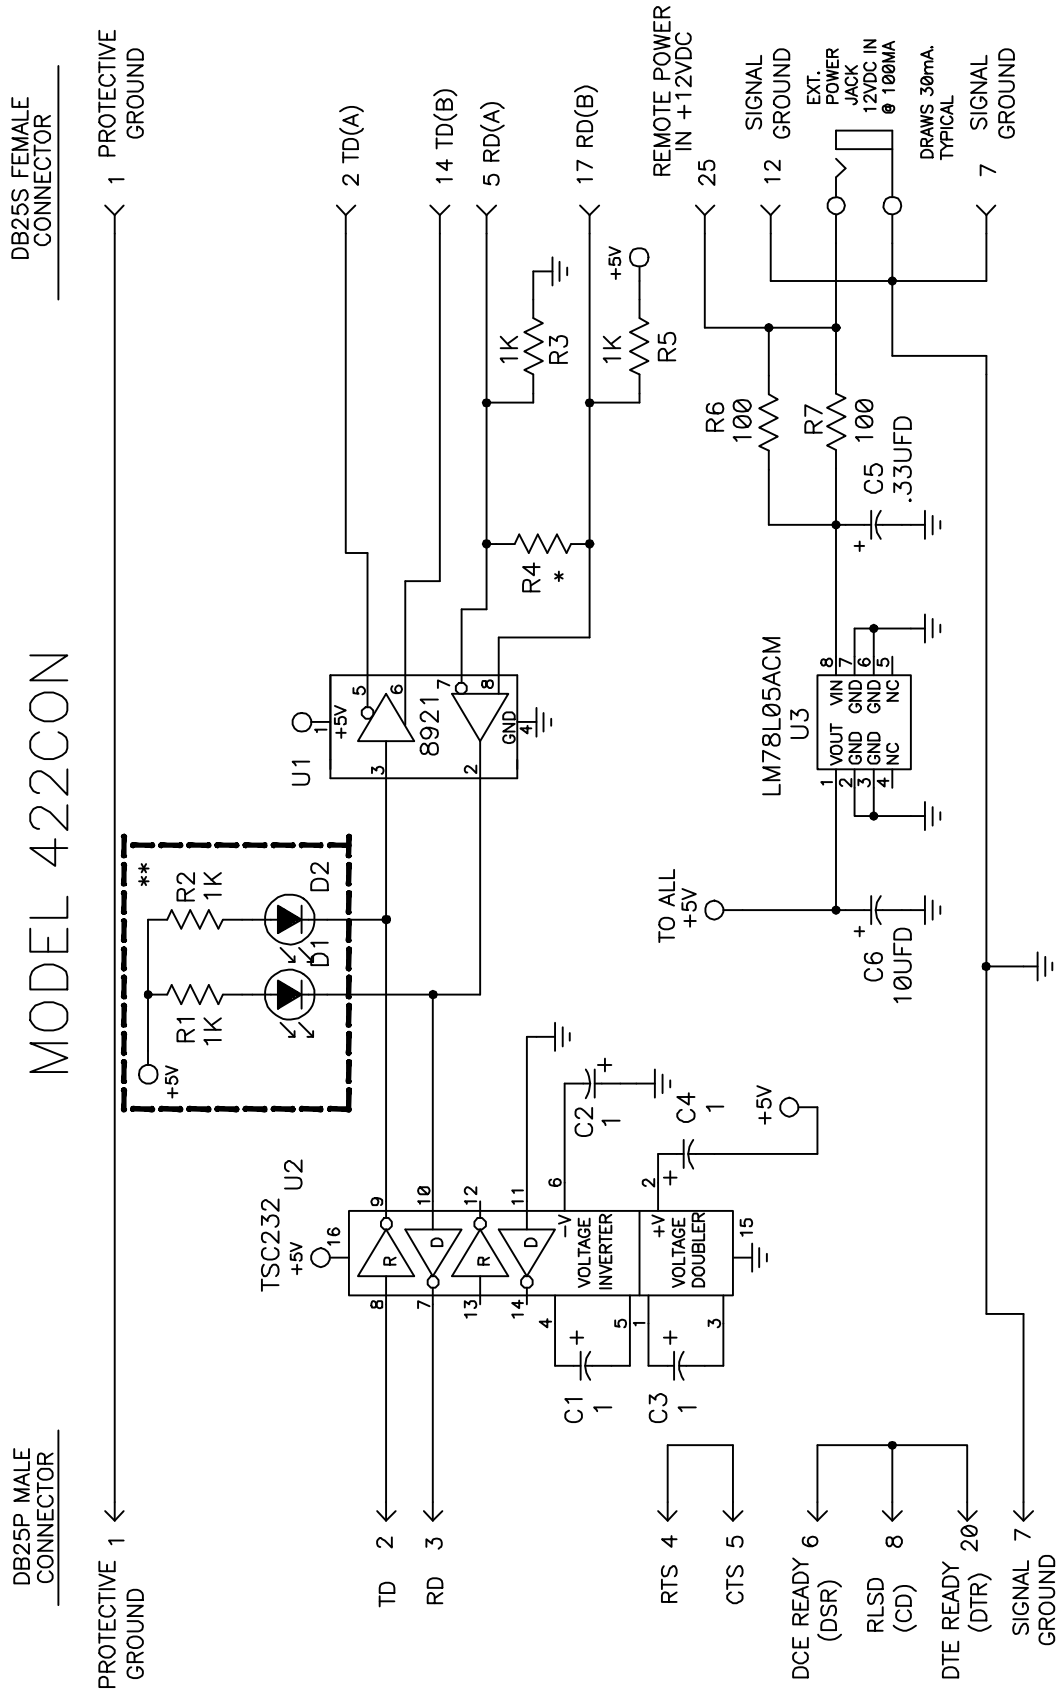 MODEL 422CON
DB25P MALE
CONNECTOR
DB25S FEMALE
CONNECTOR
PROTECTIVE
GROUND
1
1
PROTECTIVE
GROUND
+5V
R1
1K
R2
1K
**
D1
D2
TD 2
RD 3
TSC232
U2
+5V
16
8
9
R
7
10
D
13
12
R
14
11
D
4
5
6
-V
VOLTAGE
INVERTER
1
3
2
+V
VOLTAGE
DOUBLER
15
C1
1
C3
1
C2
1
+
+
+
+
C4
1
+5V
U1
1
+5V
3
5
6
8921
2
7
8
GND
4
2 TD(A)
14 TD(B)
5 RD(A)
17 RD(B)
R4
*
1K
R3
1K
R5
+5V
REMOTE POWER
IN +12VDC
25
12
SIGNAL
GROUND
EXT.
POWER
JACK
12VDC IN
@ 100MA
DRAWS 30mA.
TYPICAL
7
SIGNAL
GROUND
R6
100
R7
100
+
C5
.33UFD
LM78L05ACM
U3
1
VOUT
VIN
8
2
GND
GND
7
3
GND
GND
6
4
NC
NC
5
TO ALL
+5V
+
C6
10UFD
RTS 4
CTS 5
DCE READY
(DSR)
6
RLSD
(CD)
8
DTE READY
(DTR)
20
SIGNAL
GROUND
7